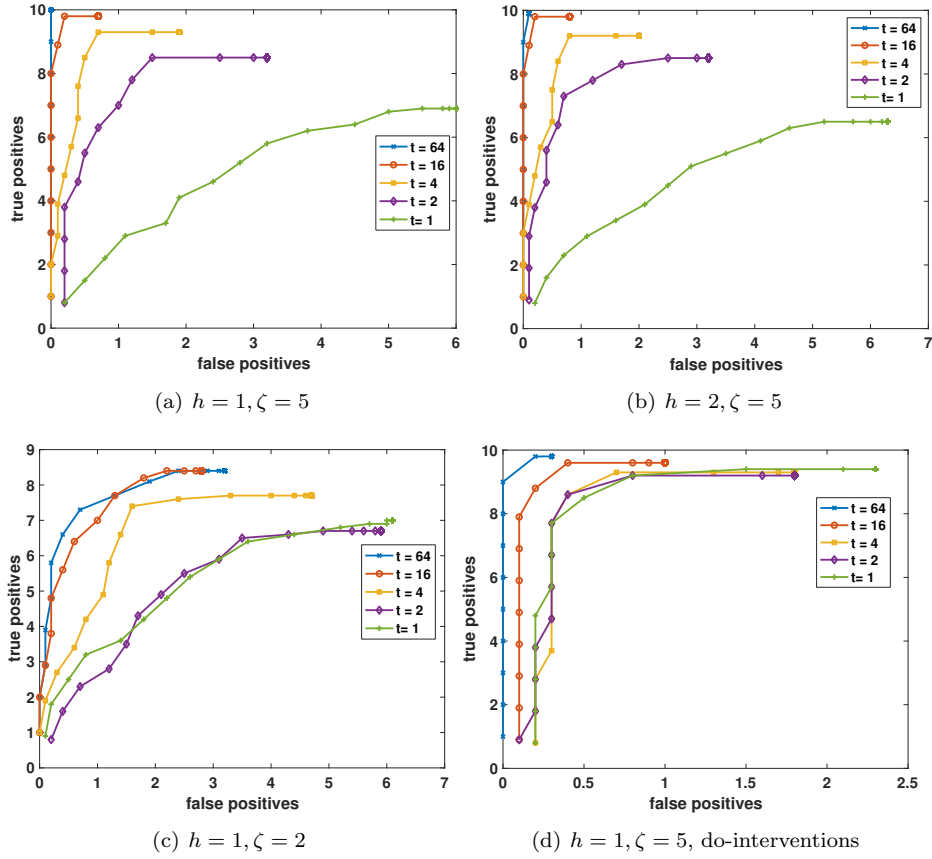 10
8
6
4
2
0
true positives
0 1 2 3 4 5 6
false positives
t = 64
t = 16
t = 4
t = 2
t= 1
(a) h = 1, ζ = 5
10
8
6
4
2
0
true positives
0 1 2 3 4 5 6 7
false positives
t = 64
t = 16
t = 4
t = 2
t= 1
(b) h = 2, ζ = 5
9
8
7
6
5
4
3
2
1
0
true positives
0 1 2 3 4 5 6 7
false positives
t = 64
t = 16
t = 4
t = 2
t= 1
(c) h = 1, ζ = 2
10
8
6
4
2
0
true positives
0 0.5 1 1.5 2 2.5
false positives
t = 64
t = 16
t = 4
t = 2
t= 1
(d) h = 1, ζ = 5, do-interventions